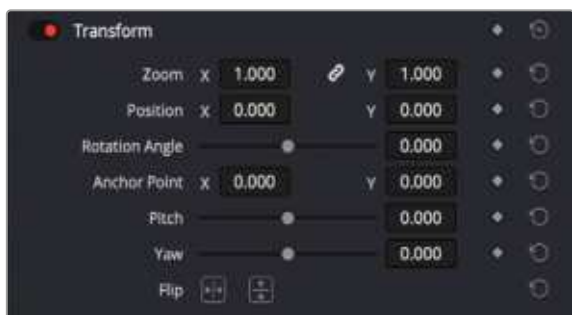 Transform
Zoom X 1.000 Y 1.000
Position X 0.000 Y 0.000
Rotation Angle 0.000
Anchor Point X 0.000 Y 0.000
Pitch 0.000
Yaw 0.000
Flip